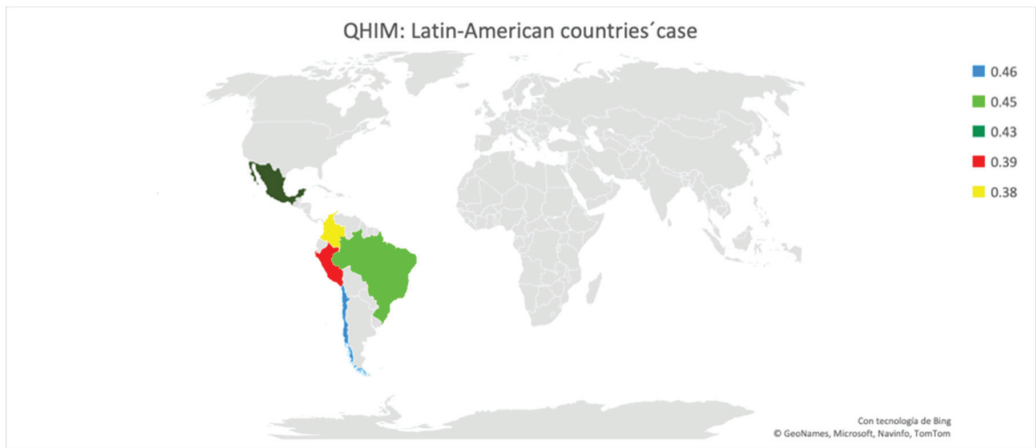 QHIM: Latin-American countries´case
0.46
0.45
0.43
0.39
0.38
Con tecnología de Bing
© GeoNames, Microsoft, Navinfo, TomTom